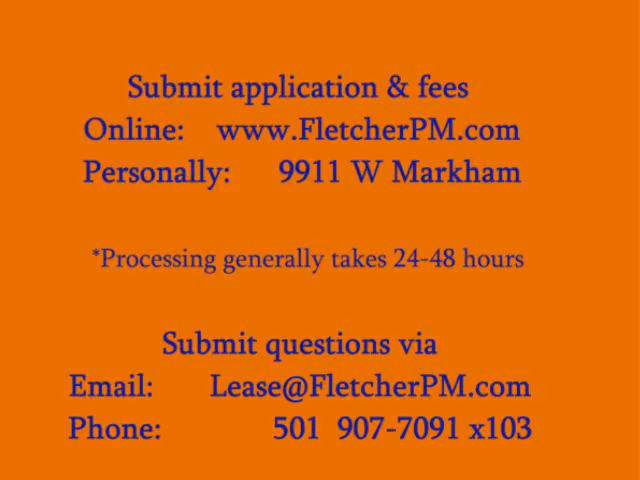 Submit application & fees
Online: www.FletcherPM.com
Personally: 9911 W Markham
*Processing generally takes 24-48 hours
Submit questions via
Email: Lease@FletcherPM.com
Phone: 501 907-7091 x103